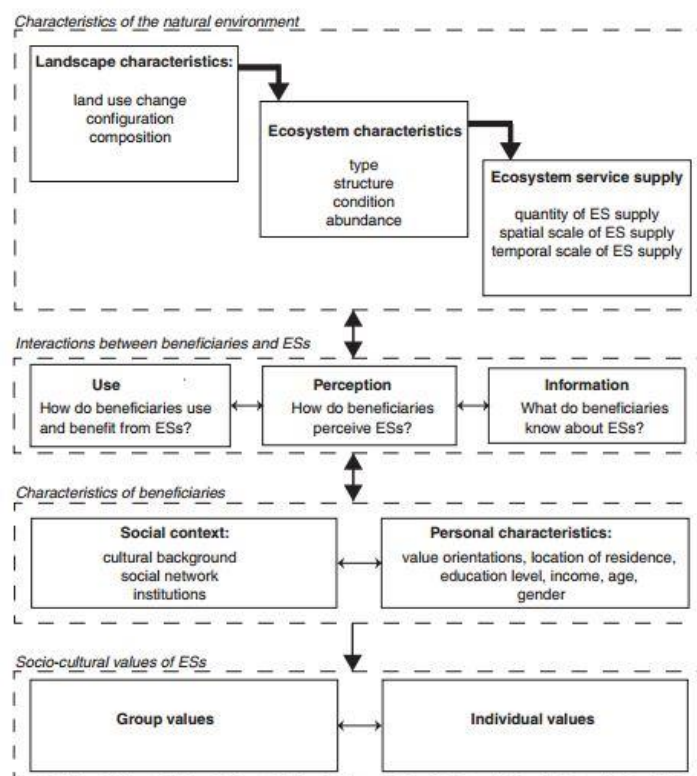 Characteristics of the natural environment
Landscape characteristics:
land use change
configuration
composition
Ecosystem characteristics
type
structure
condition
abundance
Ecosystem service supply
quantity of ES supply
spatial scale of ES supply
temporal scale of ES supply
Interactions between beneficiaries and ESs
Use
How do beneficiaries use
and benefit from ESs?
Perception
How do beneficiaries
perceive ESs?
Information
What do beneficiaries
know about ESs?
Characteristics of beneficiaries
Social context:
cultural background
social network
institutions
Personal characteristics:
value orientations, location of residence,
education level, income, age,
gender
Socio-cultural values of ESs
Group values
Individual values